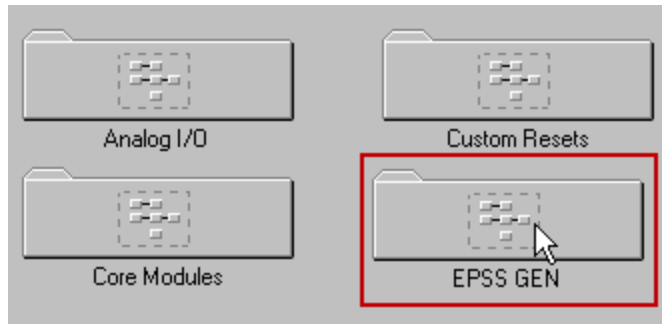 Analog I/O
Custom Resets
Core Modules
EPSS GEN